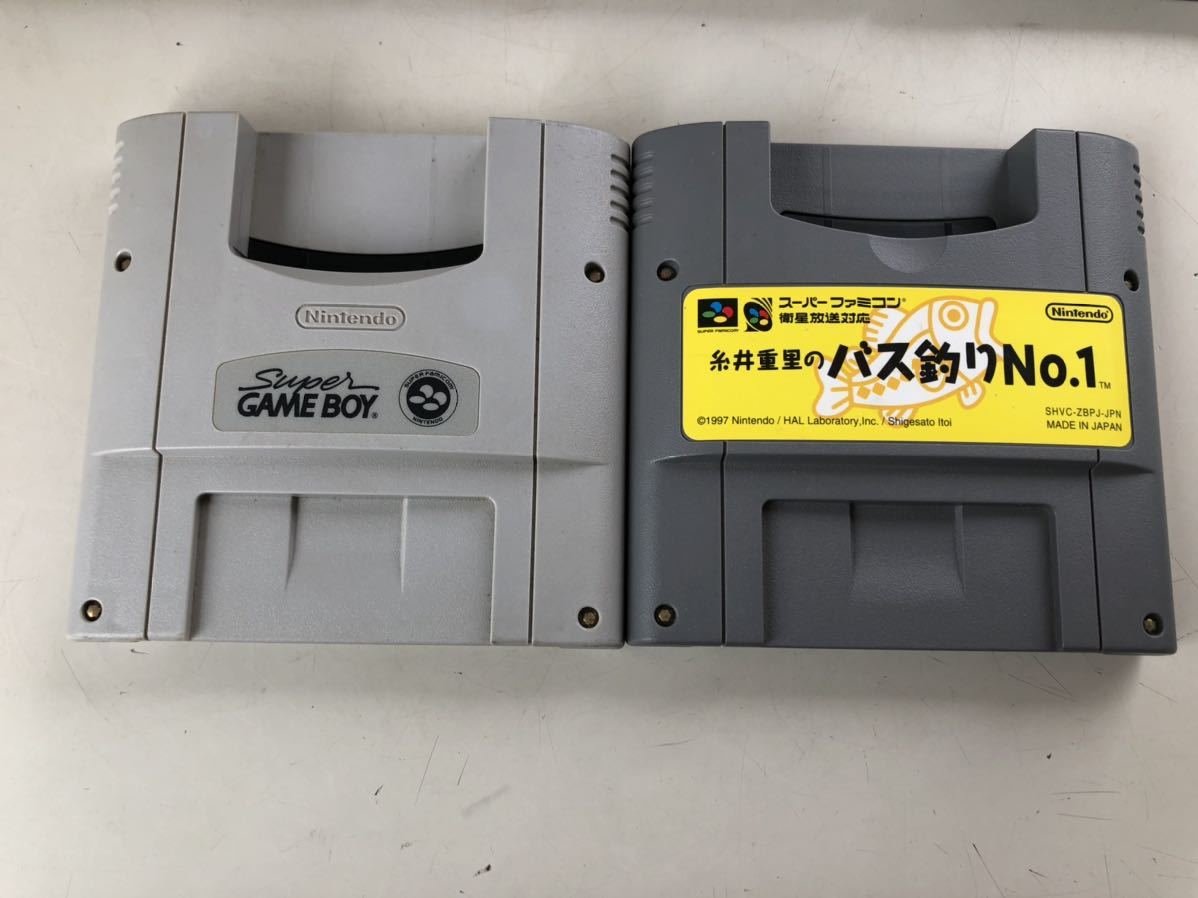 Nintendo
Super
GAME BOY®
SUPER FAMICOM
NINTENDO
SUPER FAMICOM
スーパーファミコン®
衛星放送対応
Nintendo®
糸井重里のバス釣りNo.1™
©1997 Nintendo / HAL Laboratory,Inc. / Shigesato Itoi
SHVC-ZBPJ-JPN
MADE IN JAPAN